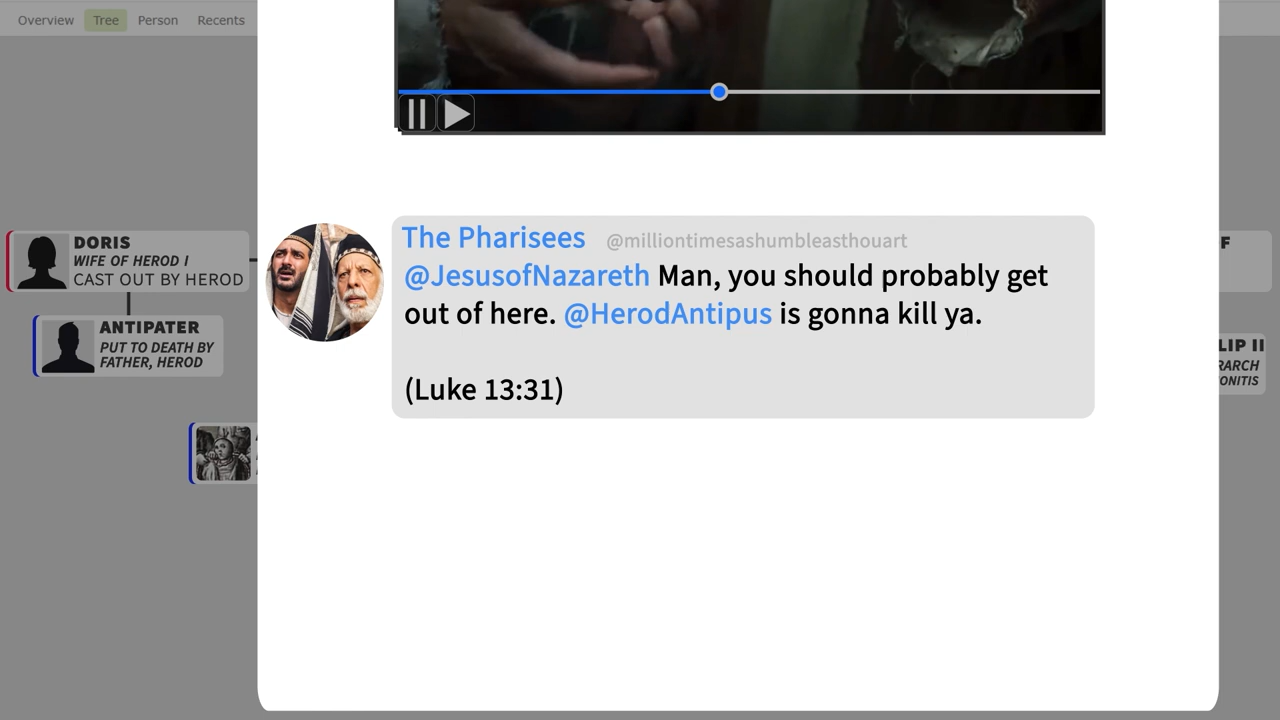 Overview Tree Person Recents
DORIS
WIFE OF HEROD I
CAST OUT BY HEROD
ANTIPATER
PUT TO DEATH BY
FATHER, HEROD
The Pharisees @milliontimesashumbleasthouart
@JesusofNazareth Man, you should probably get
out of here. @HerodAntipus is gonna kill ya.
(Luke 13:31)
F
LIP II
RARCH
ONITIS